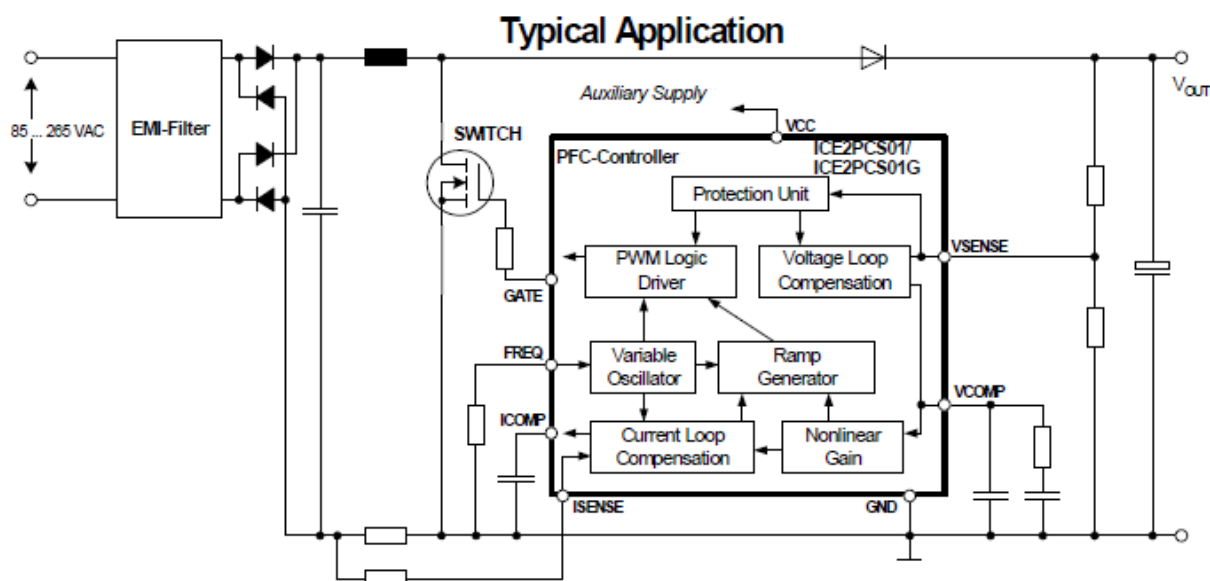 Typical Application
85 ... 265 VAC
EMI-Filter
Auxiliary Supply
VCC
V_OUT
SWITCH
PFC-Controller
ICE2PCS01/
ICE2PCS01G
Protection Unit
PWM Logic
Driver
Voltage Loop
Compensation
VSENSE
GATE
FREQ
Variable
Oscillator
Ramp
Generator
VCOMP
ICOMP
Current Loop
Compensation
Nonlinear
Gain
ISENSE
GND